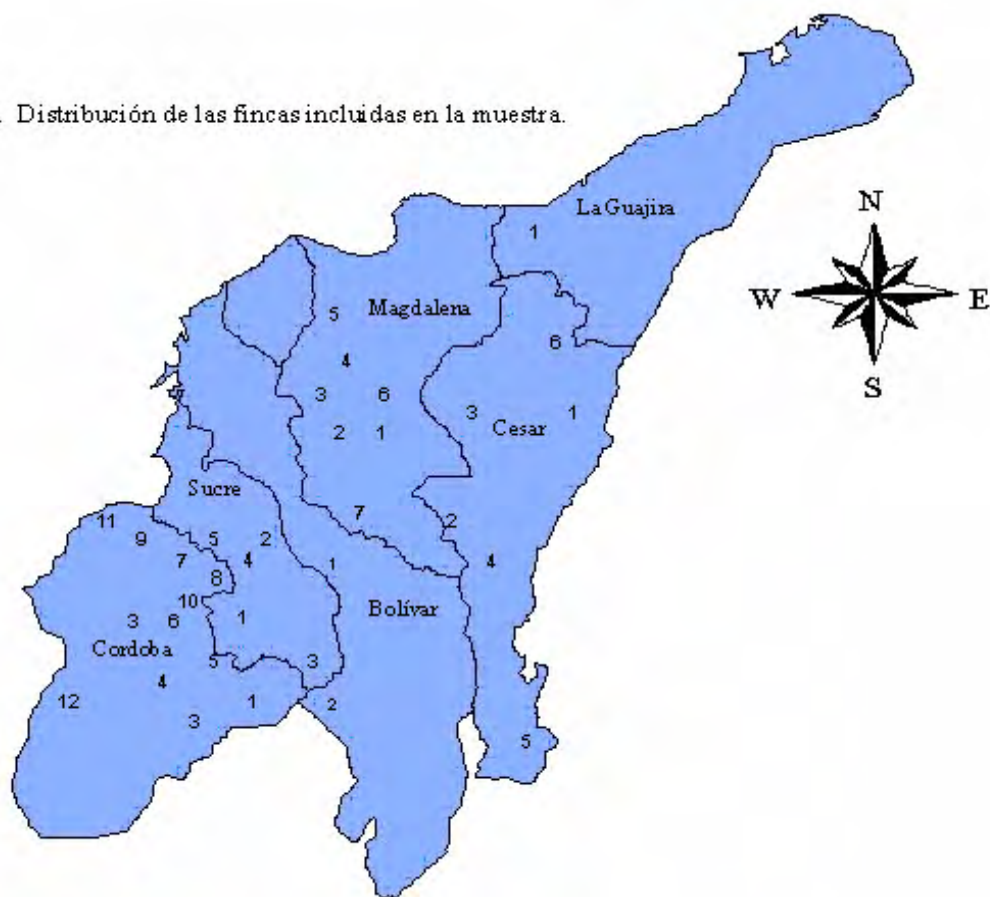 . Distribución de las fincas incluidas en la muestra.
La Guajira
1
N
W E
S
Magdalena
5
4
3 6
2 1
7
6
3 1
Cesar
2
4
5
Sucre
5 2
4
1
3
1
Bolívar
2
11
9
7
8
10
3 6
Cordoba
5
4
12 1
3